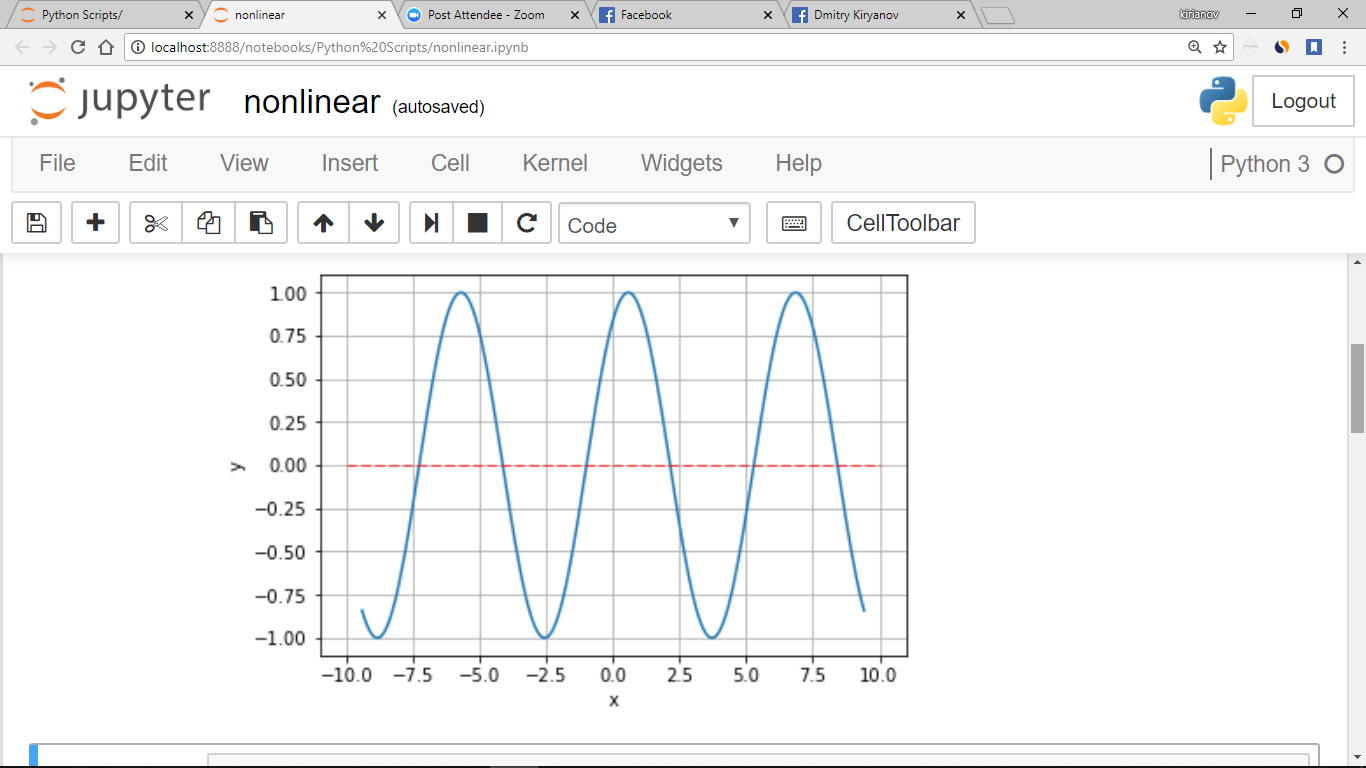 Python Scripts/
nonlinear
Post Attendee - Zoom
Facebook
Dmitry Kiryanov
kirianov
localhost:8888/notebooks/Python%20Scripts/nonlinear.ipynb
jupyter nonlinear (autosaved)
Logout
File Edit View Insert Cell Kernel Widgets Help Python 3
Code CellToolbar
1.00
0.75
0.50
0.25
y 0.00
−0.25
−0.50
−0.75
−1.00
−10.0 −7.5 −5.0 −2.5 0.0 2.5 5.0 7.5 10.0
x